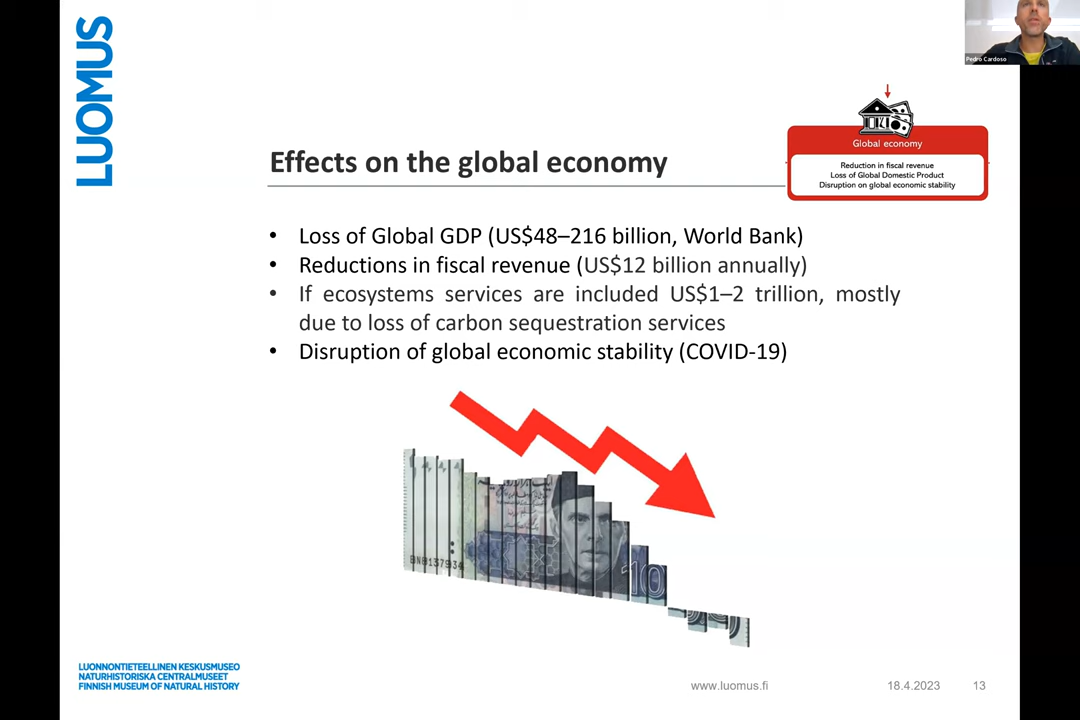 LUOMUS
Pedro Cardoso
Global economy
Reduction in fiscal revenue
Loss of Global Domestic Product
Disruption on global economic stability
Effects on the global economy
• Loss of Global GDP (US$48–216 billion, World Bank)
• Reductions in fiscal revenue (US$12 billion annually)
• If ecosystems services are included US$1–2 trillion, mostly
due to loss of carbon sequestration services
• Disruption of global economic stability (COVID-19)
10
LUONNONTIETEELLINEN KESKUSMUSEO
NATURHISTORISKA CENTRALMUSEET
FINNISH MUSEUM OF NATURAL HISTORY
www.luomus.fi
18.4.2023
13